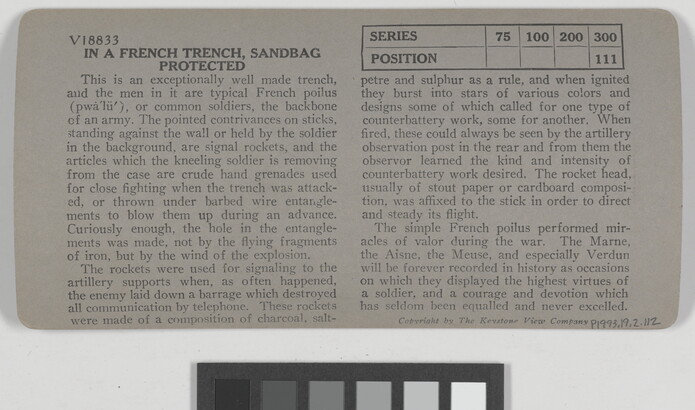 V18833
IN A FRENCH TRENCH, SANDBAG
PROTECTED
This is an exceptionally well made trench,
and the men in it are typical French poilus
(pwá'lü'), or common soldiers, the backbone
of an army. The pointed contrivances on sticks,
standing against the wall or held by the soldier
in the background, are signal rockets, and the
articles which the kneeling soldier is removing
from the case are crude hand grenades used
for close fighting when the trench was attack-
ed, or thrown under barbed wire entangle-
ments to blow them up during an advance.
Curiously enough, the hole in the entangle-
ments was made, not by the flying fragments
of iron, but by the wind of the explosion.
The rockets were used for signaling to the
artillery supports when, as often happened,
the enemy laid down a barrage which destroyed
all communication by telephone. These rockets
were made of a composition of charcoal, salt-
SERIES 75 100 200 300
POSITION 111
petre and sulphur as a rule, and when ignited
they burst into stars of various colors and
designs some of which called for one type of
counterbattery work, some for another. When
fired, these could always be seen by the artillery
observation post in the rear and from them the
observor learned the kind and intensity of
counterbattery work desired. The rocket head,
usually of stout paper or cardboard composi-
tion, was affixed to the stick in order to direct
and steady its flight.
The simple French poilus performed mir-
acles of valor during the war. The Marne,
the Aisne, the Meuse, and especially Verdun
will be forever recorded in history as occasions
on which they displayed the highest virtues of
a soldier, and a courage and devotion which
has seldom been equalled and never excelled.
Copyright by The Keystone View Company
P1993.19.2.112